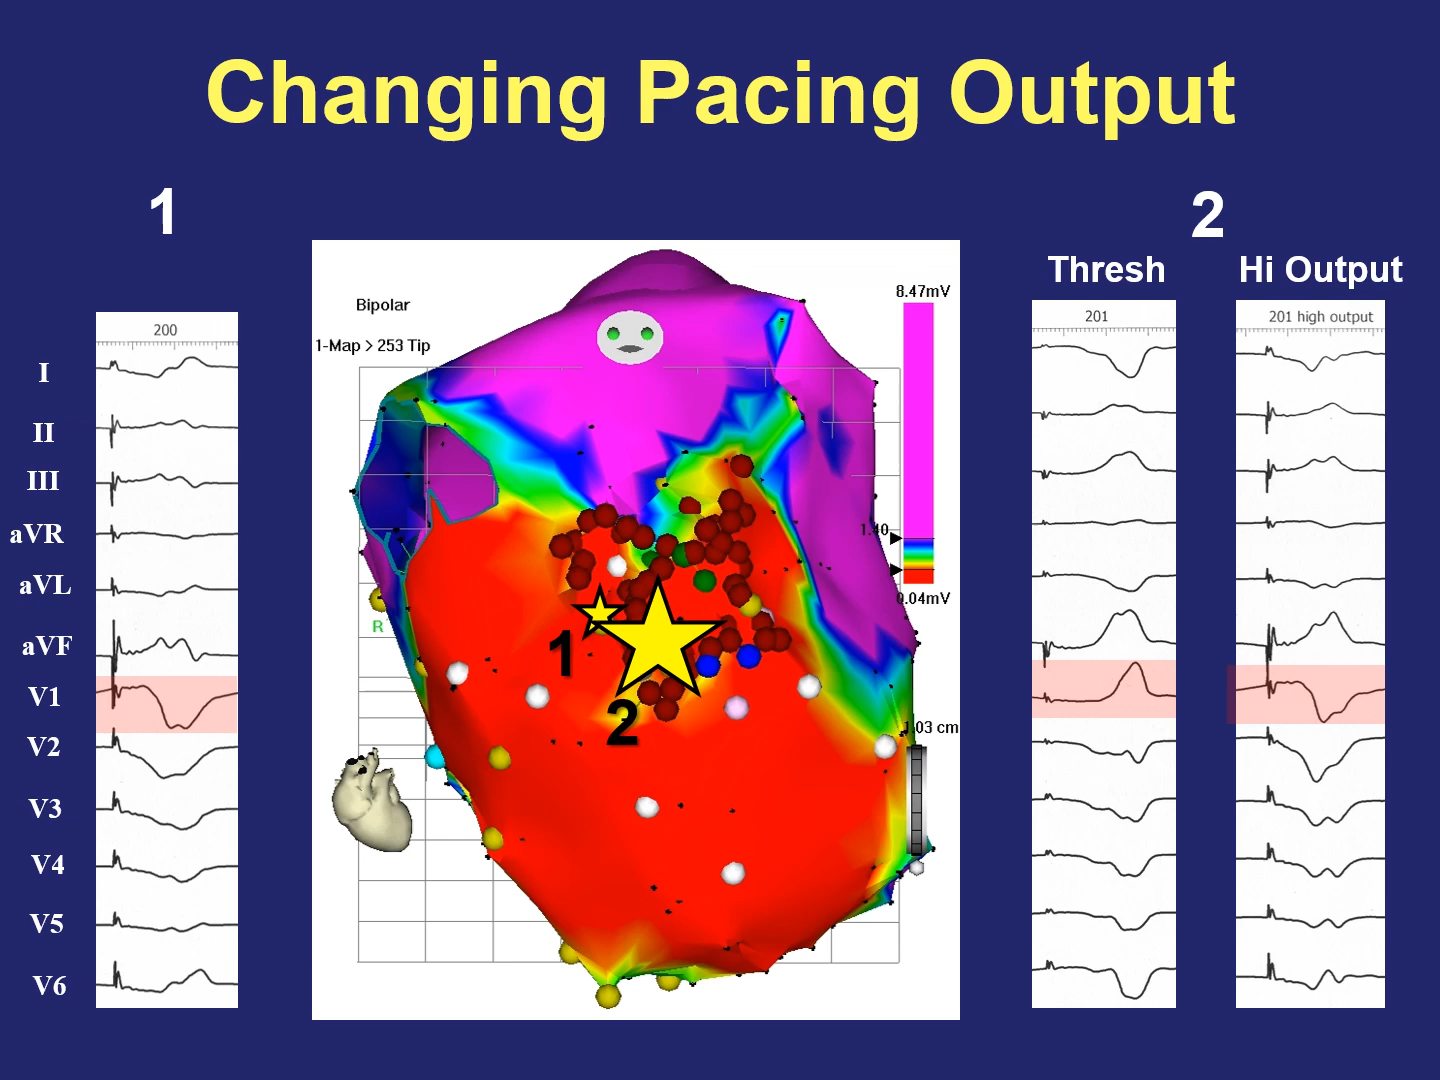 Changing Pacing Output
1
2
Thresh
Hi Output
200
I
II
III
aVR
aVL
aVF
V1
V2
V3
V4
V5
V6
Bipolar
1-Map > 253 Tip
8.47mV
1.40
0.04mV
R
1
2
1.03 cm
201
201 high output